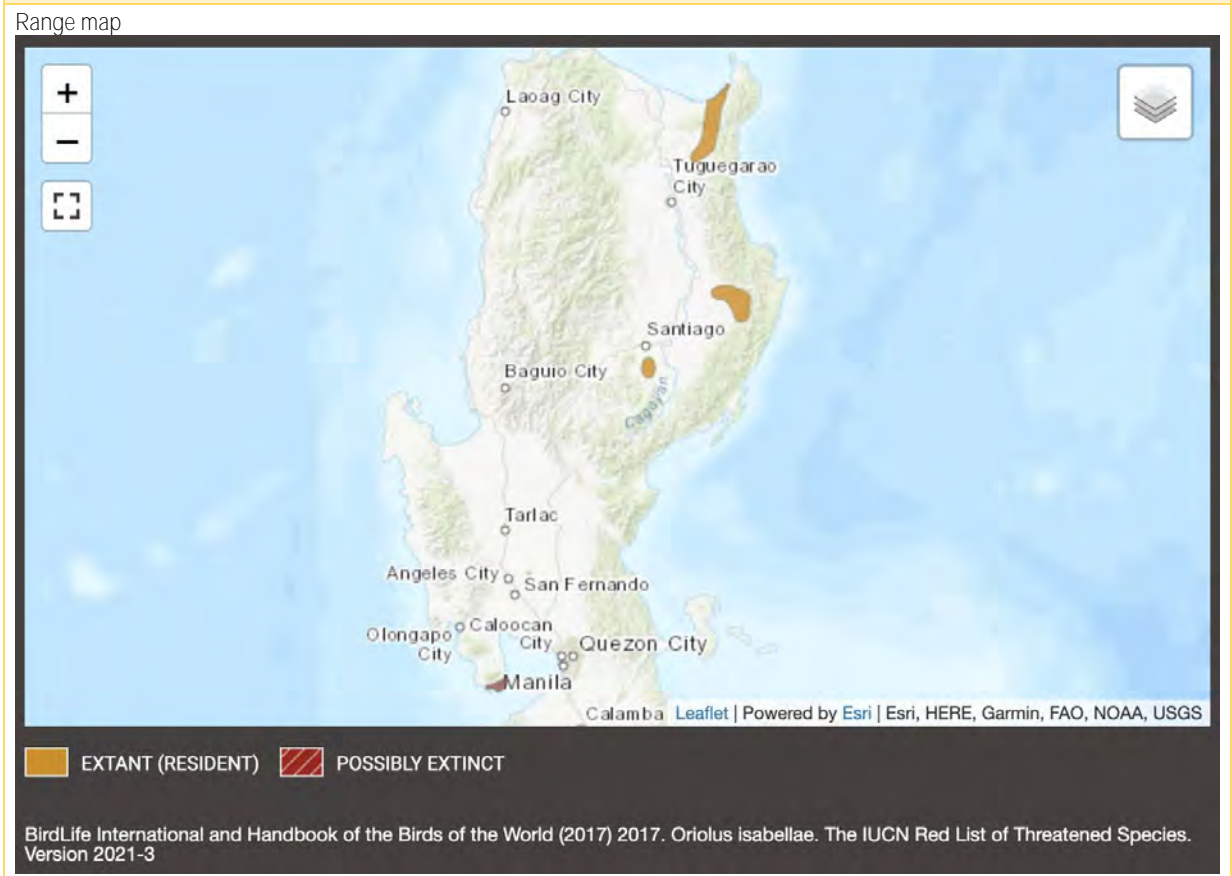 Range map
+
−
Laoag City
Tuguegarao
City
Santiago
Baguio City
Cagayan
Tarlac
Angeles City
San Fernando
Olongapo
City
Caloocan
City
Quezon City
Manila
Calamba
Leaflet | Powered by Esri | Esri, HERE, Garmin, FAO, NOAA, USGS
EXTANT (RESIDENT)
POSSIBLY EXTINCT
BirdLife International and Handbook of the Birds of the World (2017) 2017. Oriolus isabellae. The IUCN Red List of Threatened Species.
Version 2021-3